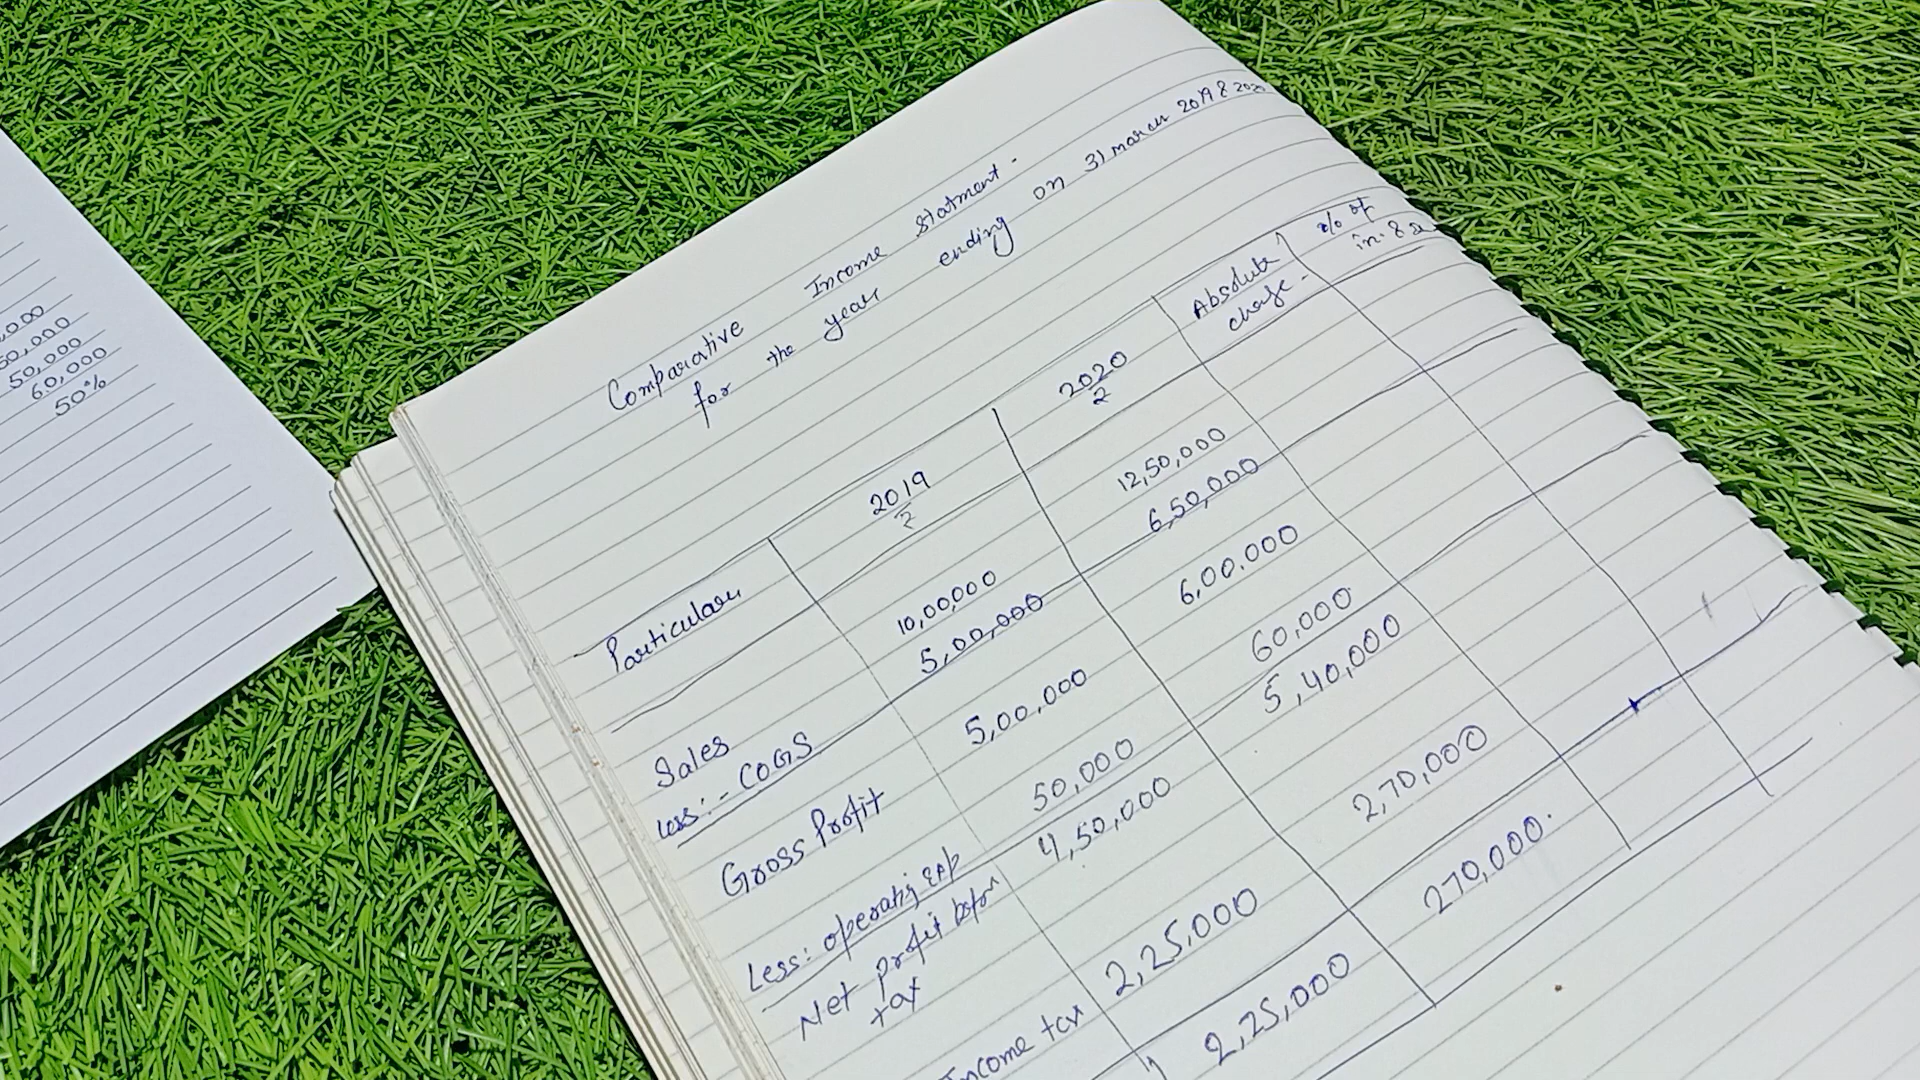 ,000
50,000
50,000
60,000
50%
Comparative Income Statment.
for the year ending on 31 march 2019 & 2020
Particulars 2019 2020 Absolute change. % of in. &
Sales 10,00,000 12,50,000
less:- COGS 5,00,000 6,50,000
Gross Profit 5,00,000 6,00,000
Less: operating exp 50,000 60,000
Net profit before tax 4,50,000 5,40,000
Income tax 2,25,000 2,70,000
2,25,000 270,000.